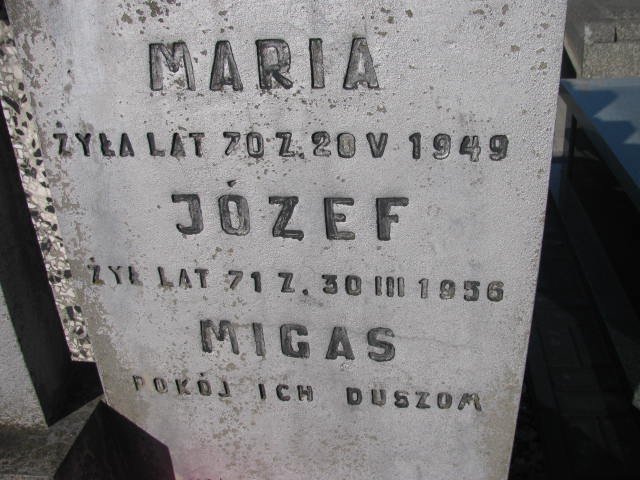 MARIA
ŻYŁA LAT 70 Z. 20 V 1949
JÓZEF
ŻYŁ LAT 71 Z. 30 III 1956
MIGAS
POKÓJ ICH DUSZOM